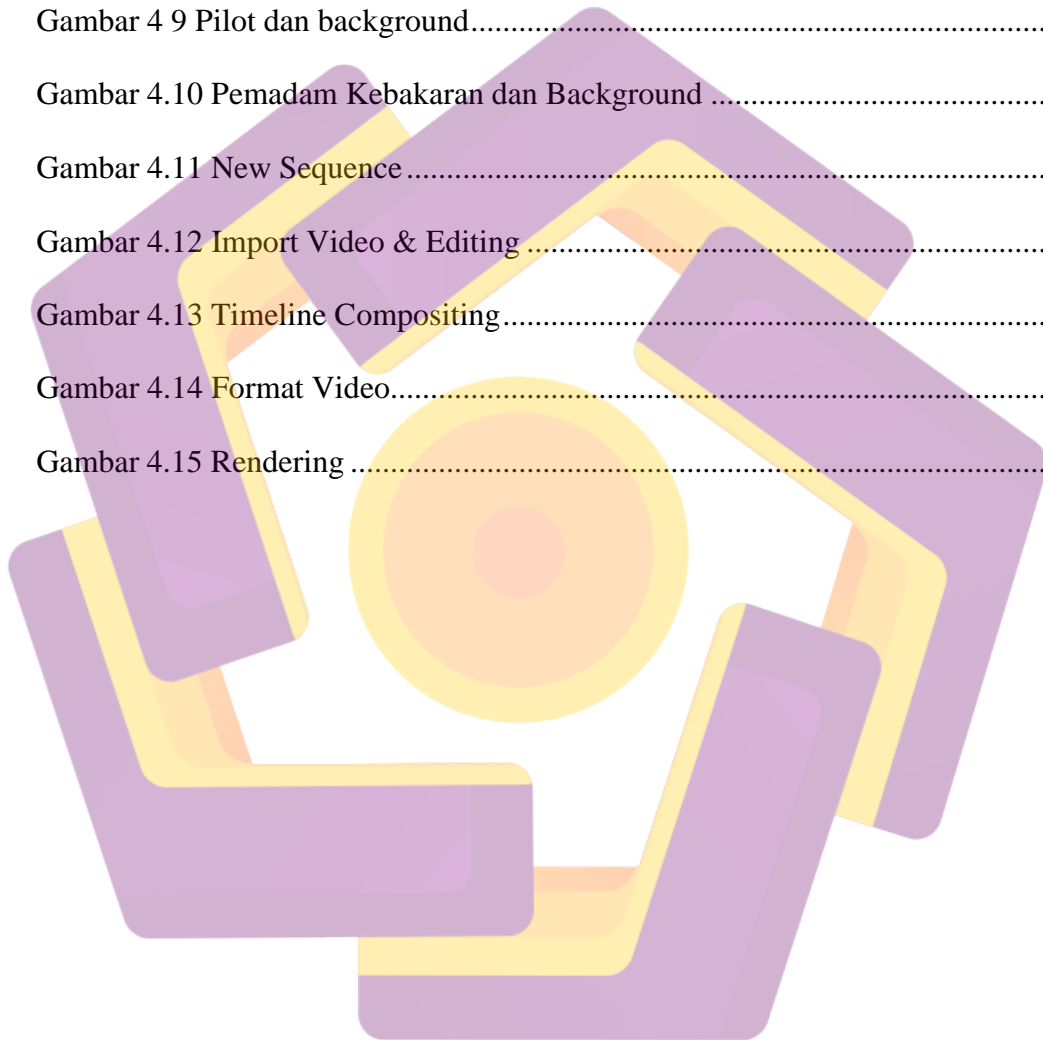 Gambar 4 9 Pilot dan background........................................................................
Gambar 4.10 Pemadam Kebakaran dan Background ..........................................
Gambar 4.11 New Sequence................................................................................
Gambar 4.12 Import Video & Editing .................................................................
Gambar 4.13 Timeline Compositing....................................................................
Gambar 4.14 Format Video..................................................................................
Gambar 4.15 Rendering .......................................................................................